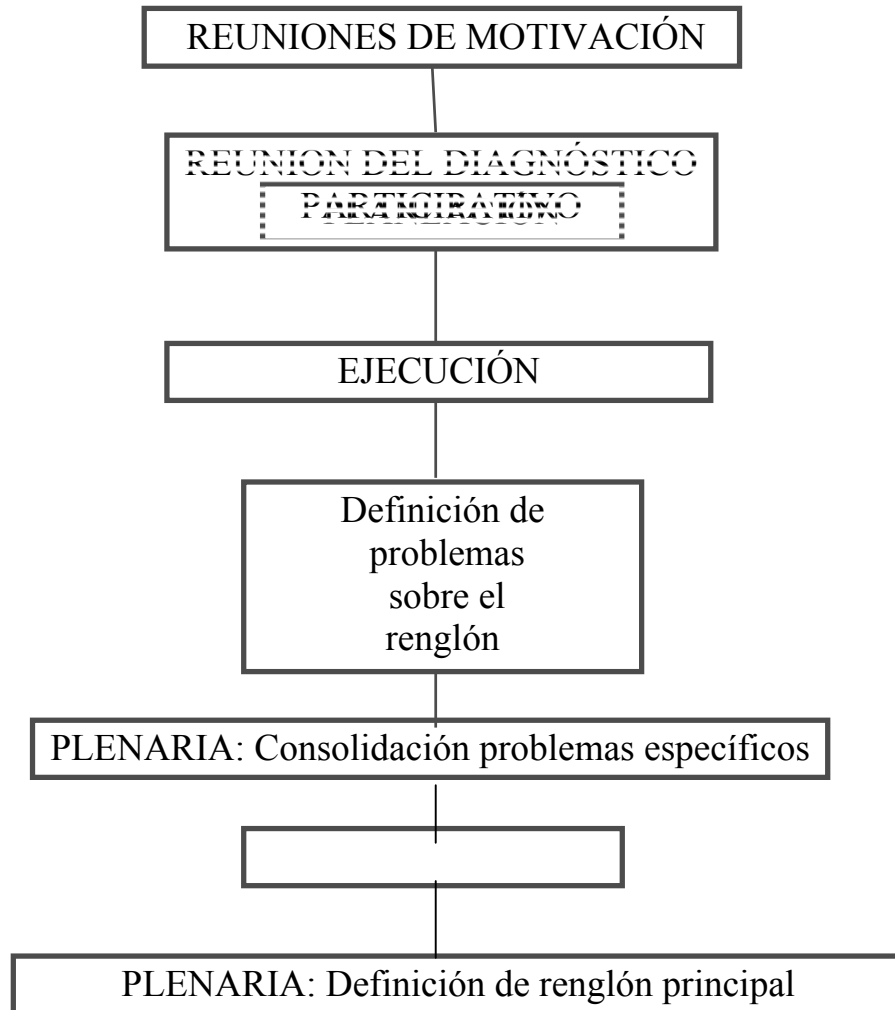 REUNIONES DE MOTIVACIÓN
REUNION DEL DIAGNÓSTICO
PARTICIPATIVO
EJECUCIÓN
Definición de
problemas
sobre el
renglón
PLENARIA: Consolidación problemas específicos
PLENARIA: Definición de renglón principal